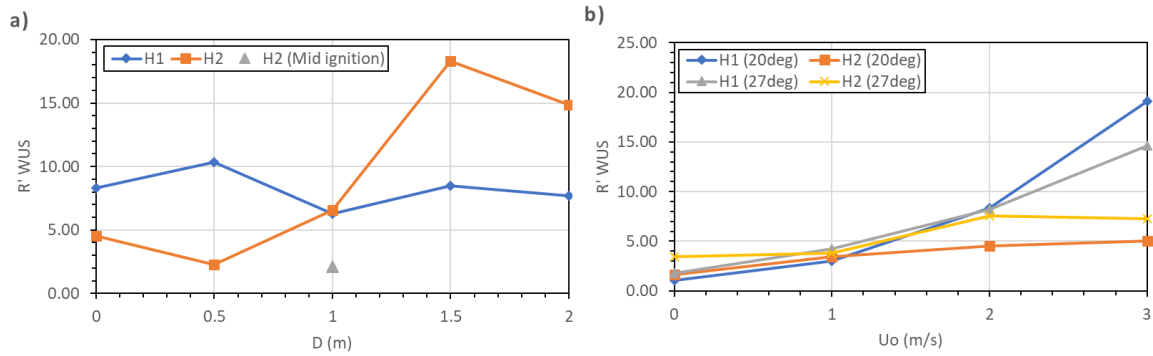 a)
20.00
15.00
10.00
5.00
0.00
R' WUS
H1 H2 H2 (Mid ignition)
0 0.5 1 1.5 2
D (m)
b)
25.00
20.00
15.00
10.00
5.00
0.00
R' WUS
H1 (20deg) H2 (20deg)
H1 (27deg) H2 (27deg)
0 1 2 3
Uo (m/s)